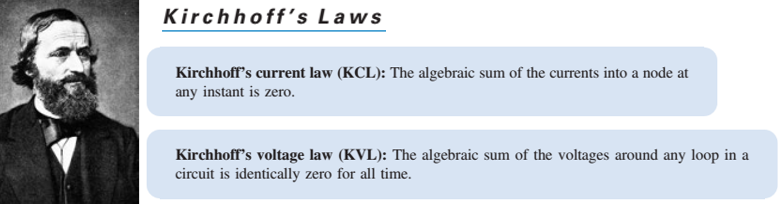 Kirchhoff's Laws
Kirchhoff's current law (KCL): The algebraic sum of the currents into a node at
any instant is zero.
Kirchhoff's voltage law (KVL): The algebraic sum of the voltages around any loop in a
circuit is identically zero for all time.